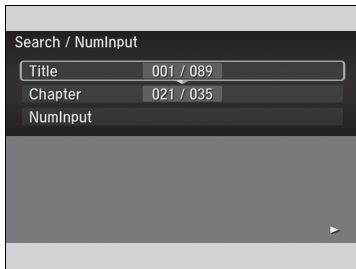 Search / NumInput
Title 001 / 089
Chapter 021 / 035
NumInput